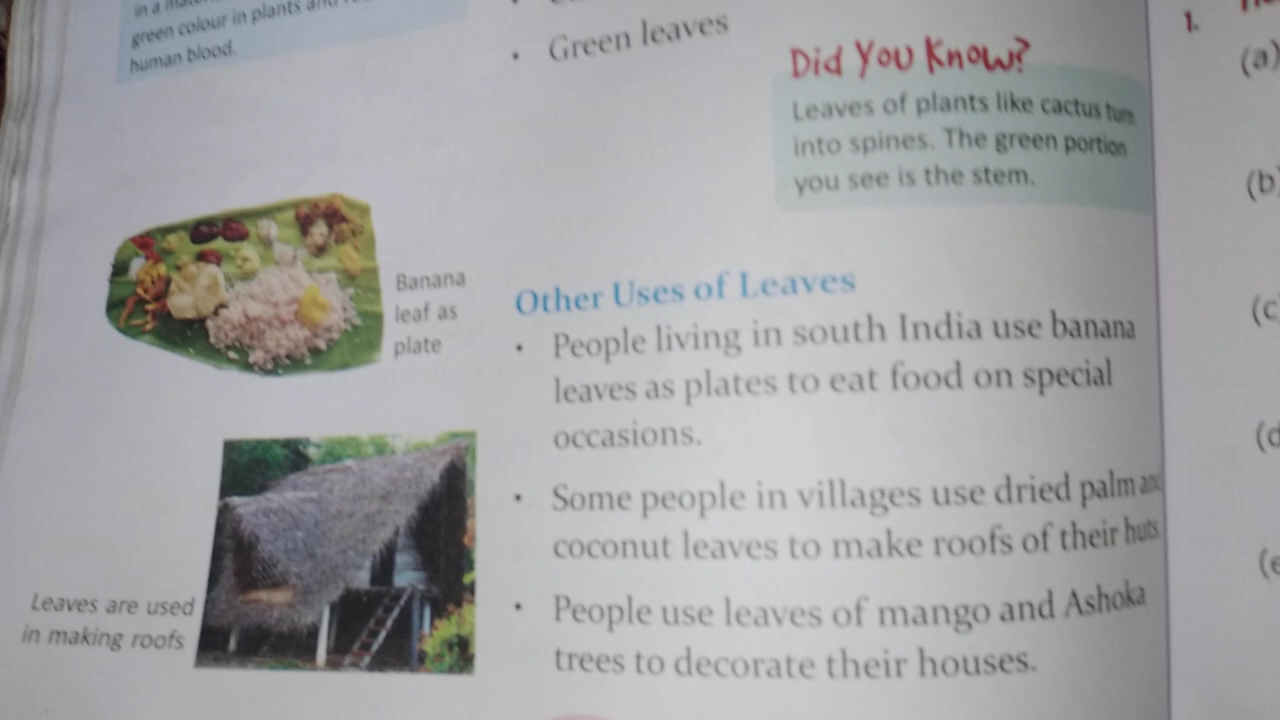 in a
green colour in plants and
human blood.
• Green leaves
Did You Know?
Leaves of plants like cactus turn
into spines. The green portion
you see is the stem.
Banana
leaf as
plate
Other Uses of Leaves
• People living in south India use banana
leaves as plates to eat food on special
occasions.
• Some people in villages use dried palm and
coconut leaves to make roofs of their huts
• People use leaves of mango and Ashoka
trees to decorate their houses.
Leaves are used
in making roofs
1.
(a)
(b)
(c
(d
(e